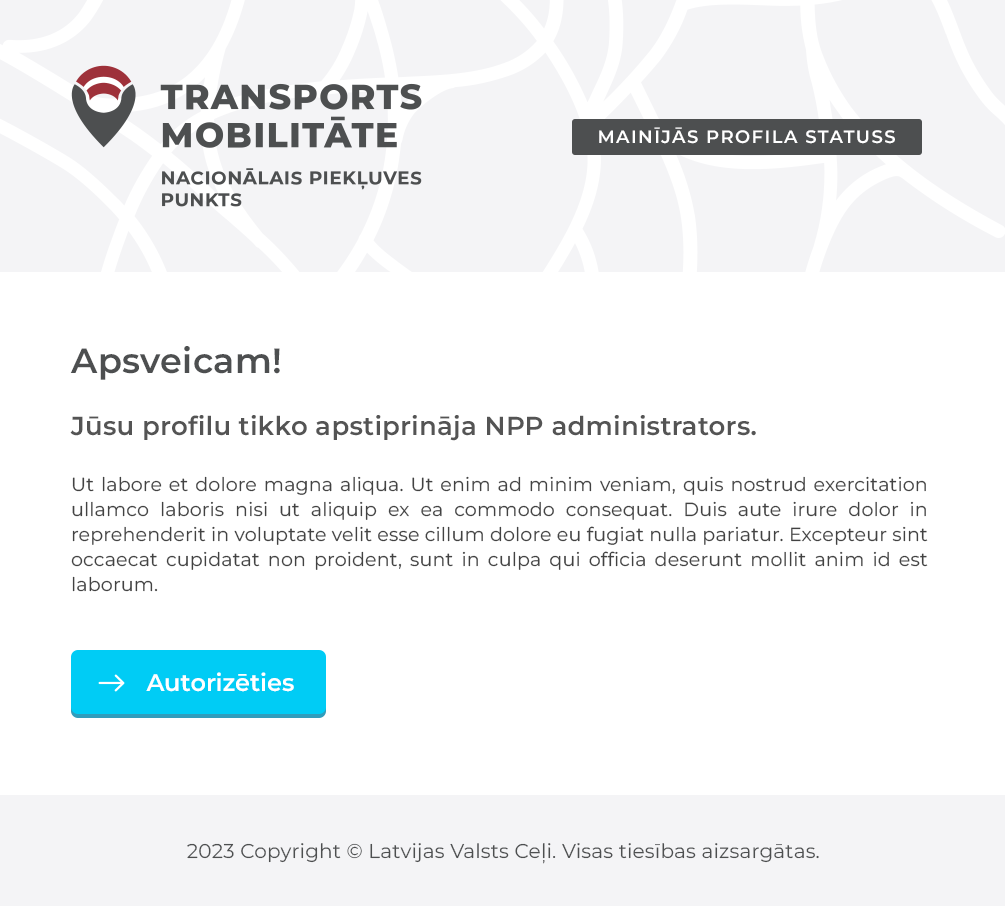 TRANSPORTS
MOBILITĀTE
NACIONĀLAIS PIEKĻUVES
PUNKTS
MAINĪJĀS PROFILA STATUSS
Apsveicam!
Jūsu profilu tikko apstiprināja NPP administrators.
Ut labore et dolore magna aliqua. Ut enim ad minim veniam, quis nostrud exercitation
ullamco laboris nisi ut aliquip ex ea commodo consequat. Duis aute irure dolor in
reprehenderit in voluptate velit esse cillum dolore eu fugiat nulla pariatur. Excepteur sint
occaecat cupidatat non proident, sunt in culpa qui officia deserunt mollit anim id est
laborum.
Autorizēties
2023 Copyright © Latvijas Valsts Ceļi. Visas tiesības aizsargātas.